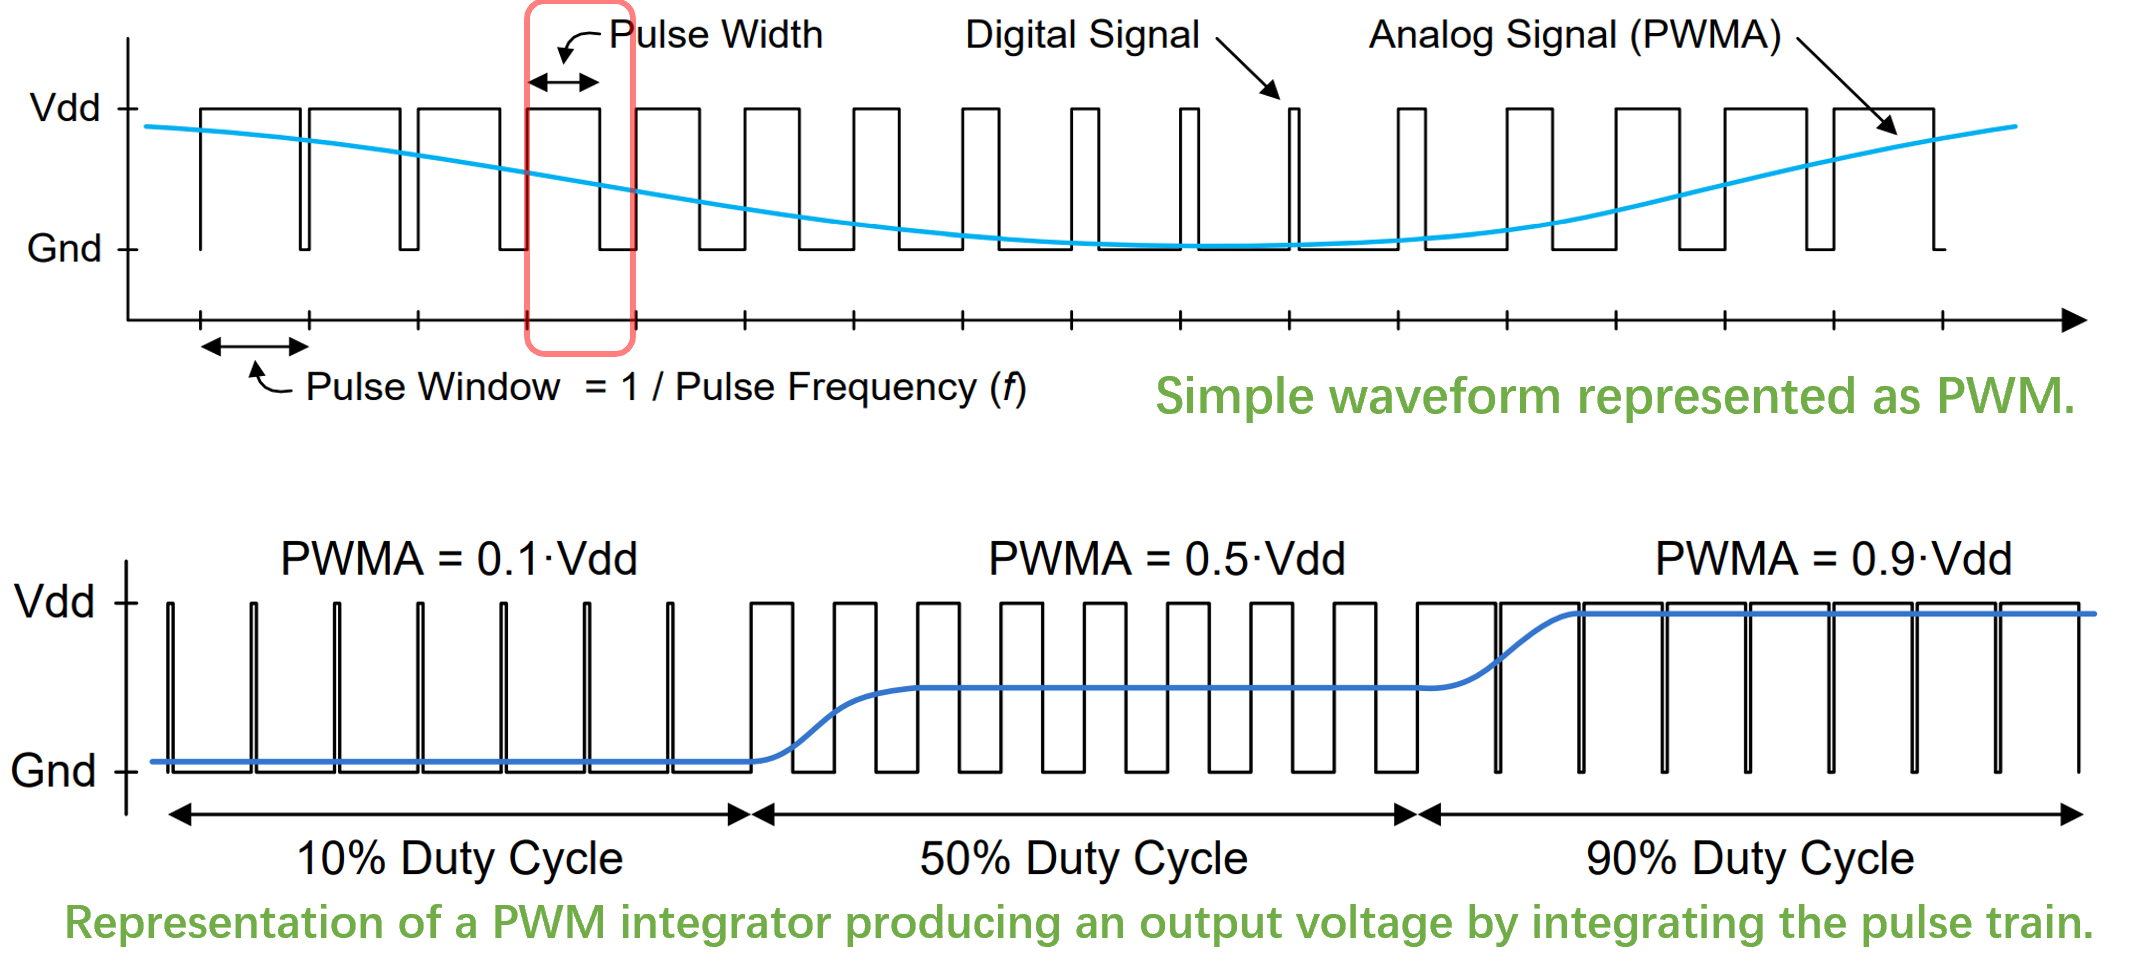 Pulse Width
Digital Signal
Analog Signal (PWMA)
Vdd
Gnd
Pulse Window = 1 / Pulse Frequency (f)
Simple waveform represented as PWM.
PWMA = 0.1·Vdd
PWMA = 0.5·Vdd
PWMA = 0.9·Vdd
Vdd
Gnd
10% Duty Cycle
50% Duty Cycle
90% Duty Cycle
Representation of a PWM integrator producing an output voltage by integrating the pulse train.